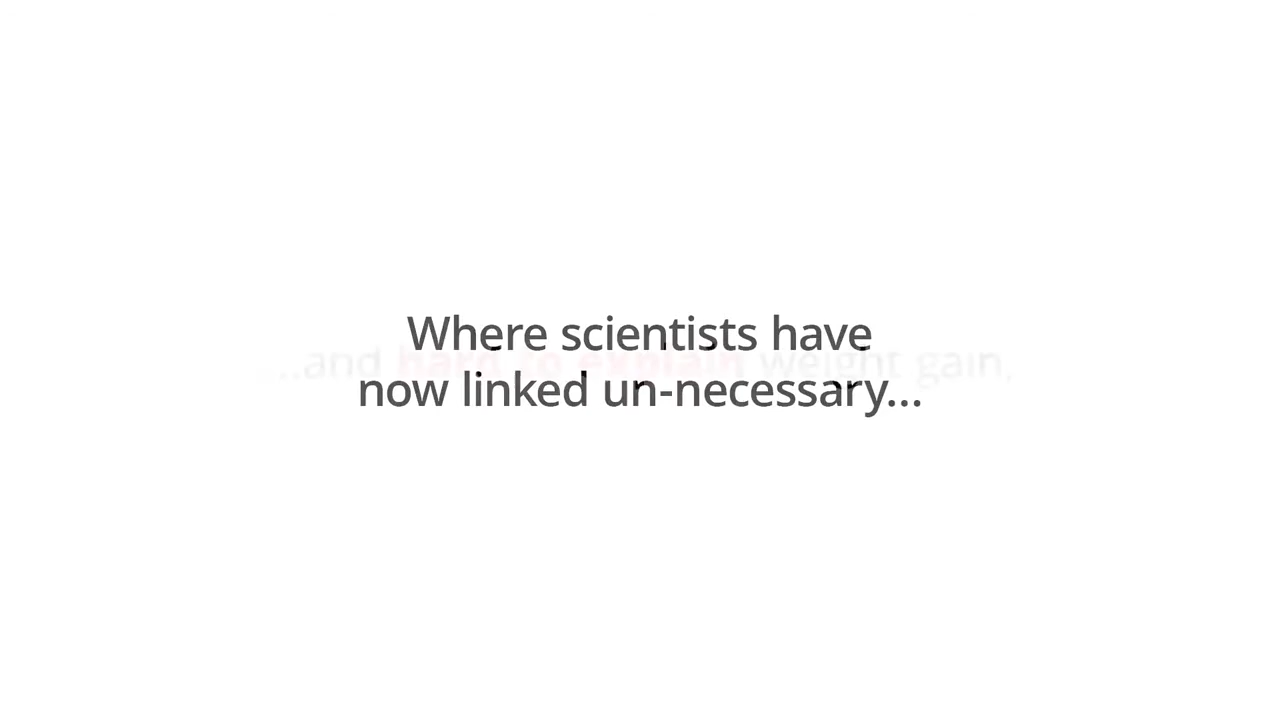 Where scientists have
...and hard to explain weight gain,
now linked un-necessary...